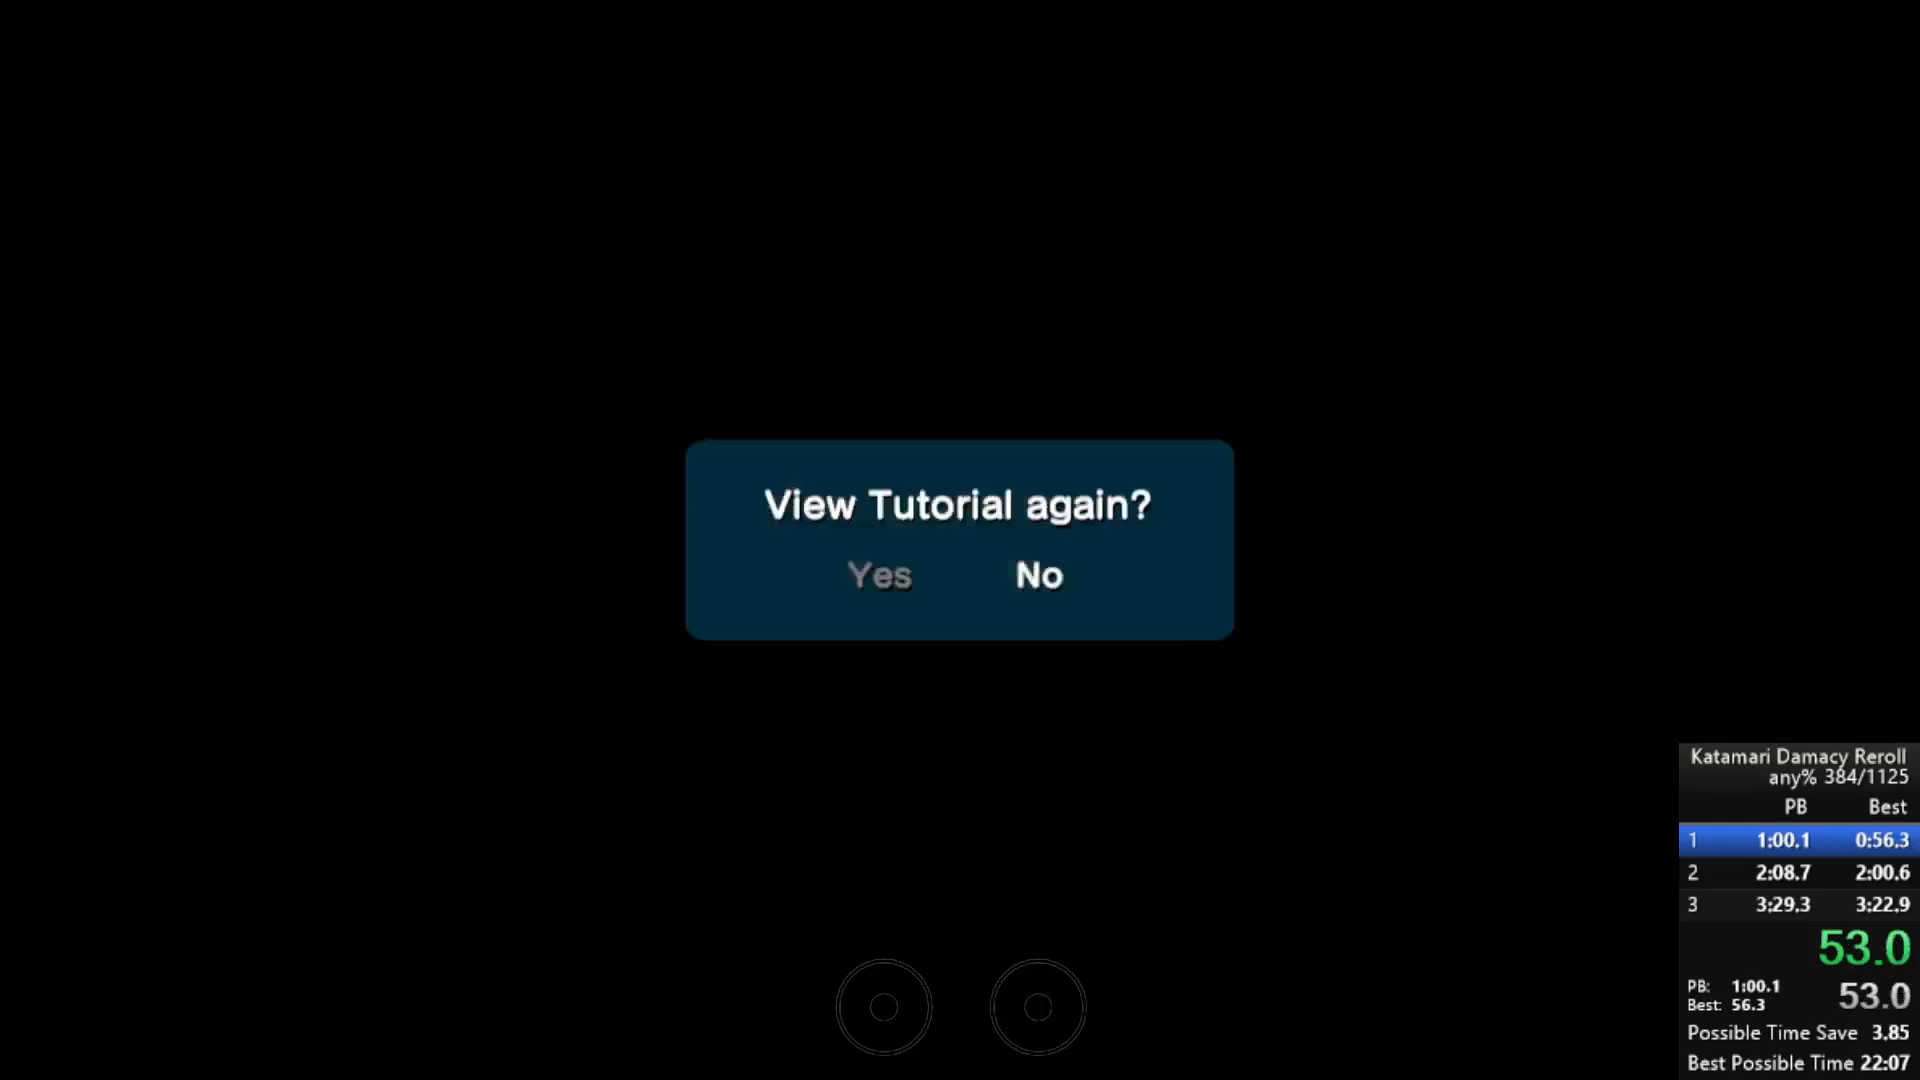 View Tutorial again?
Yes No
Katamari Damacy Reroll
any% 384/1125
PB Best
1 1:00.1 0:56.3
2 2:08.7 2:00.6
3 3:29.3 3:22.9
53.0
PB: 1:00.1 53.0
Best: 56.3
Possible Time Save 3.85
Best Possible Time 22:07